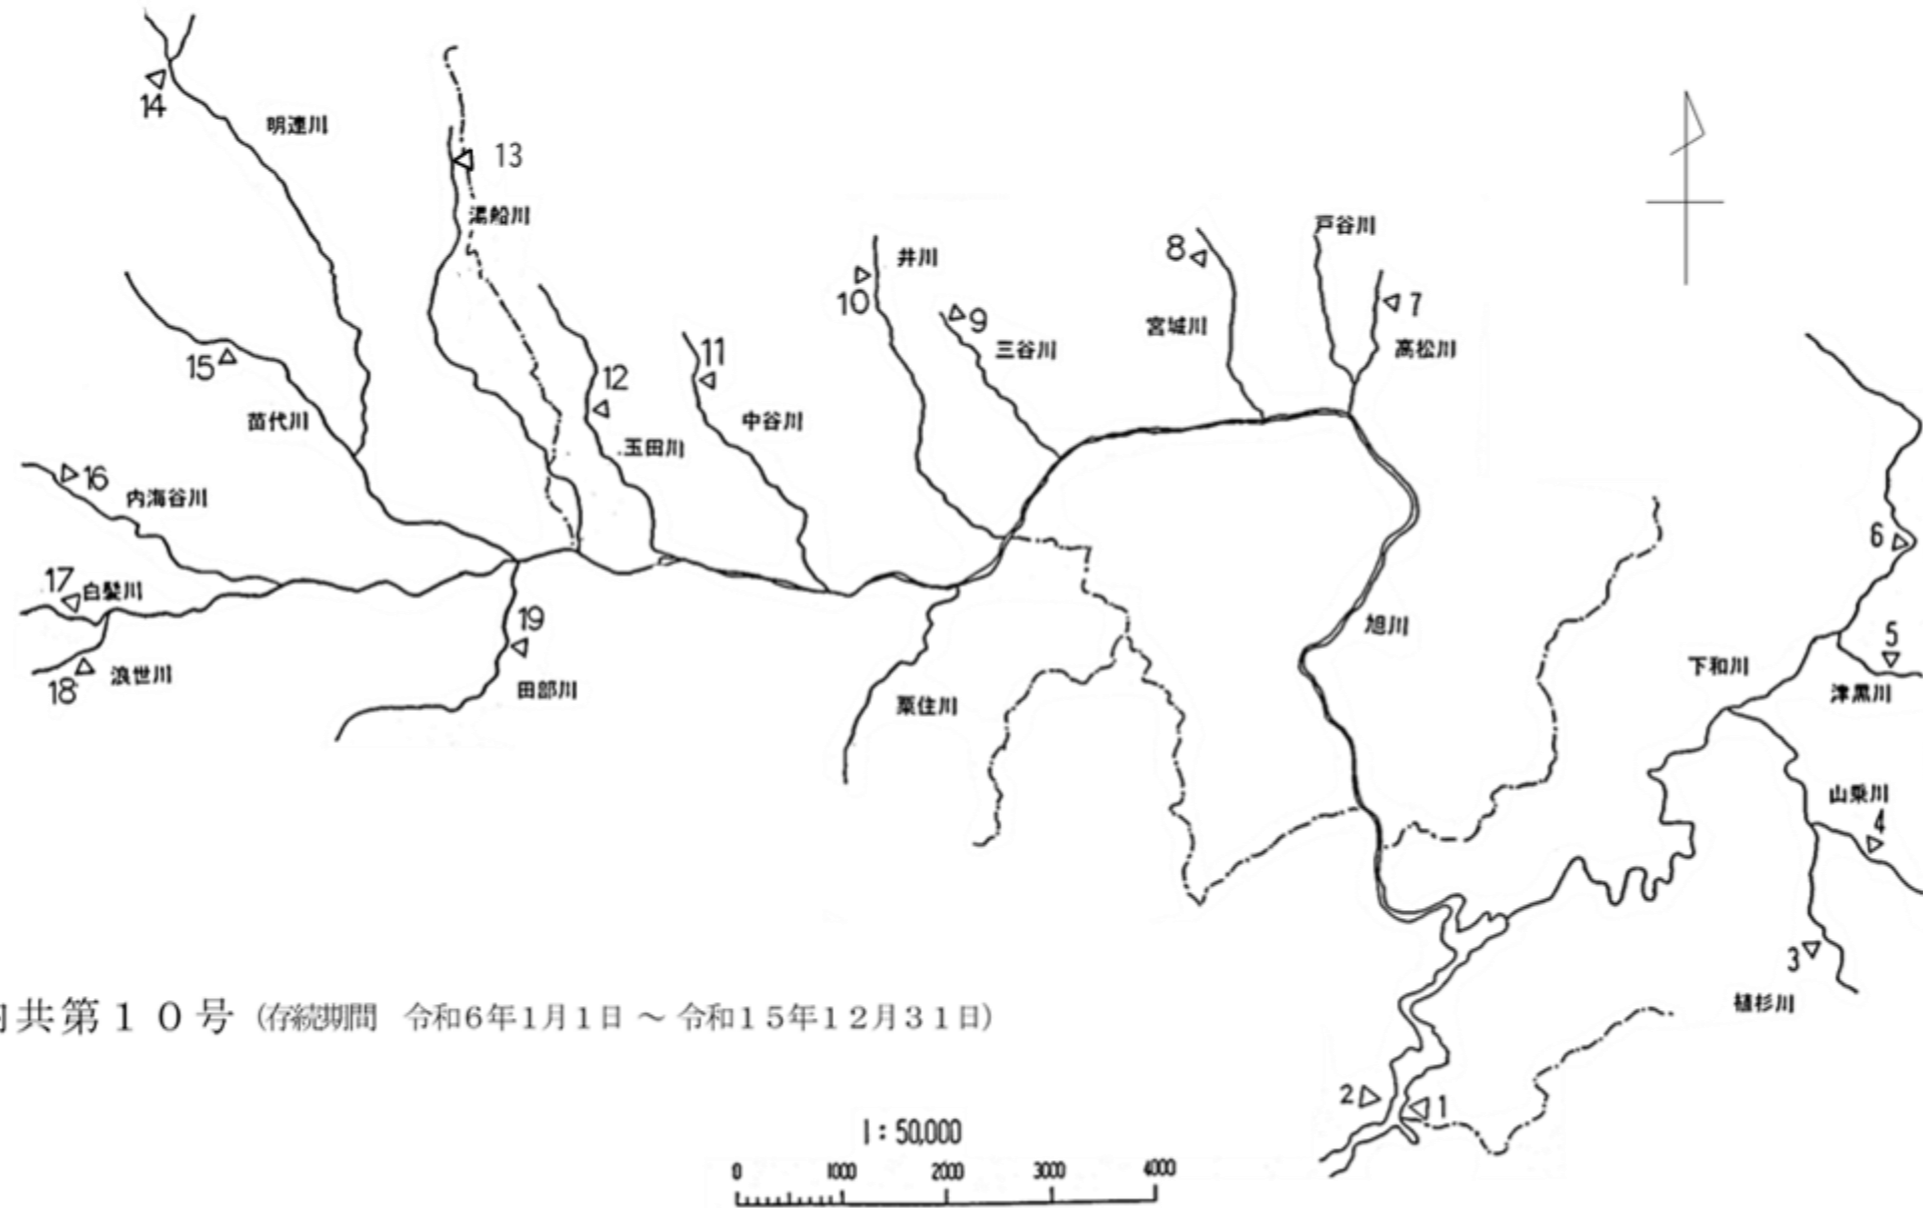 14
明連川
13
湯船川
戸谷川
8
井川
10
7
9
宮城川
三谷川
高松川
15
11
12
苗代川
中谷川
玉田川
16
内海谷川
6
17
白髪川
19
旭川
5
下和川
18
浪世川
田部川
粟住川
津黒川
山乗川
4
3
植杉川
共第10号(存続期間 令和6年1月1日~令和15年12月31日)
2
1
1:50,000
0 1000 2000 3000 4000